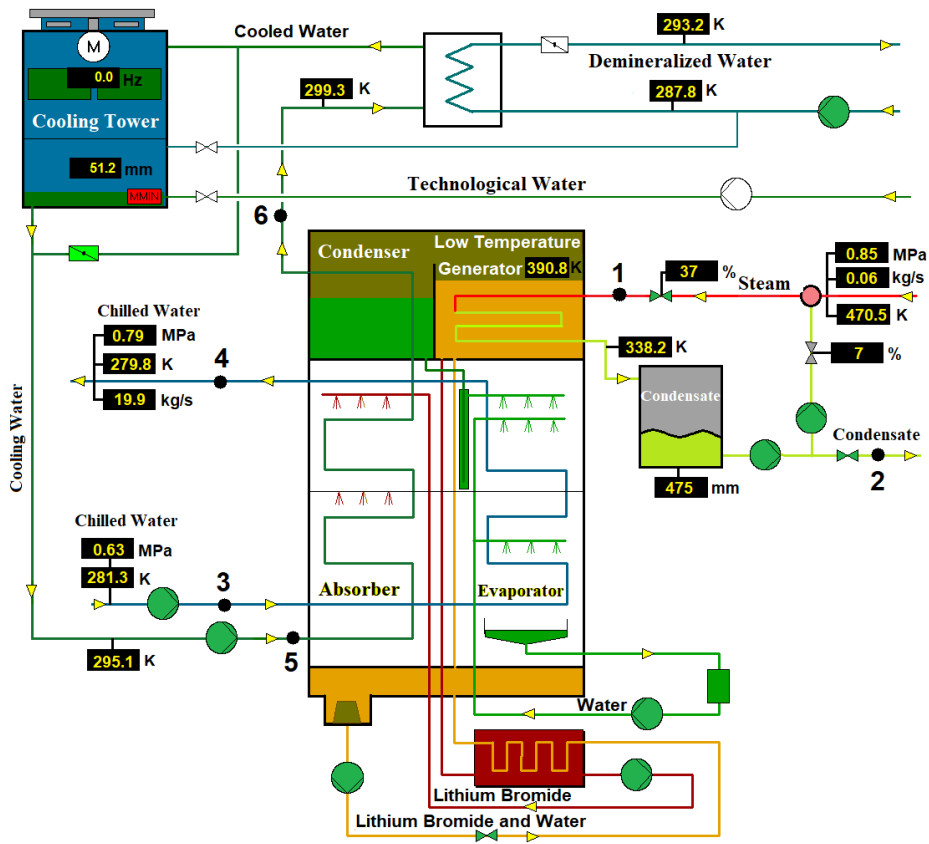 Cooled Water
293.2 K
M
0.0 Hz
Demineralized Water
299.3 K
287.8 K
Cooling Tower
51.2 mm
MMIN
Technological Water
6
Condenser
Low Temperature
Generator 390.8 K
1
37 %
Steam
0.85 MPa
0.06 kg/s
470.5 K
Chilled Water
0.79 MPa
279.8 K
19.9 kg/s
4
338.2 K
7 %
Condensate
Condensate
2
475 mm
Cooling Water
Chilled Water
0.63 MPa
281.3 K
3
Absorber
Evaporator
5
295.1 K
Water
Lithium Bromide
Lithium Bromide and Water